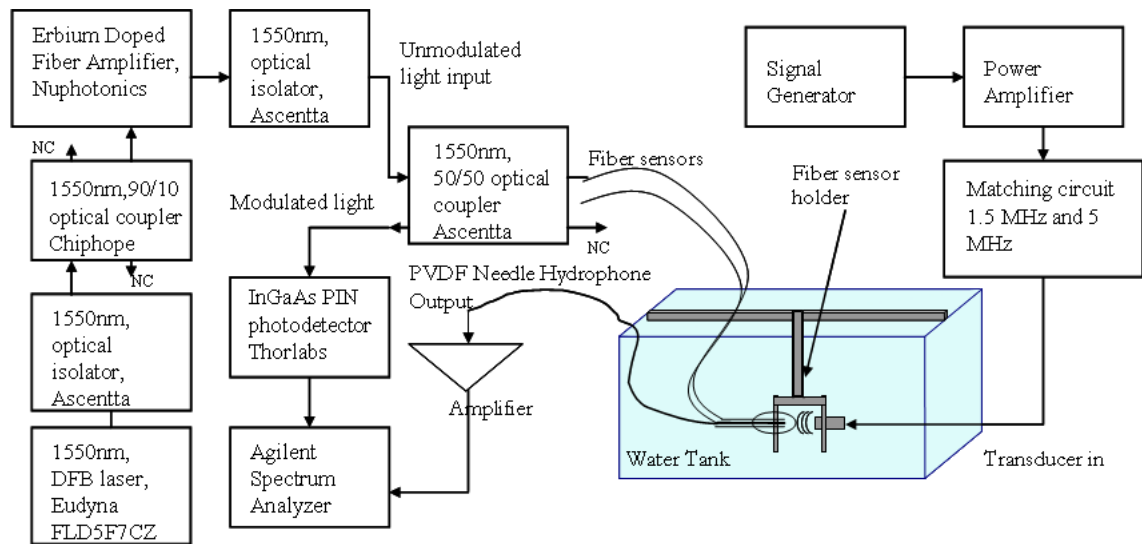 Erbium Doped
Fiber Amplifier,
Nuphotonics
1550nm,
optical
isolator,
Ascentta
Unmodulated
light input
Signal
Generator
Power
Amplifier
NC
1550nm,90/10
optical coupler
Chiphope
NC
1550nm,
50/50 optical
coupler
Ascentta
Fiber sensors
NC
Fiber sensor
holder
Matching circuit
1.5 MHz and 5
MHz
Modulated light
PVDF Needle Hydrophone
Output
1550nm,
optical
isolator,
Ascentta
InGaAs PIN
photodetector
Thorlabs
Amplifier
1550nm,
DFB laser,
Eudyna
FLD5F7CZ
Agilent
Spectrum
Analyzer
Water Tank
Transducer in